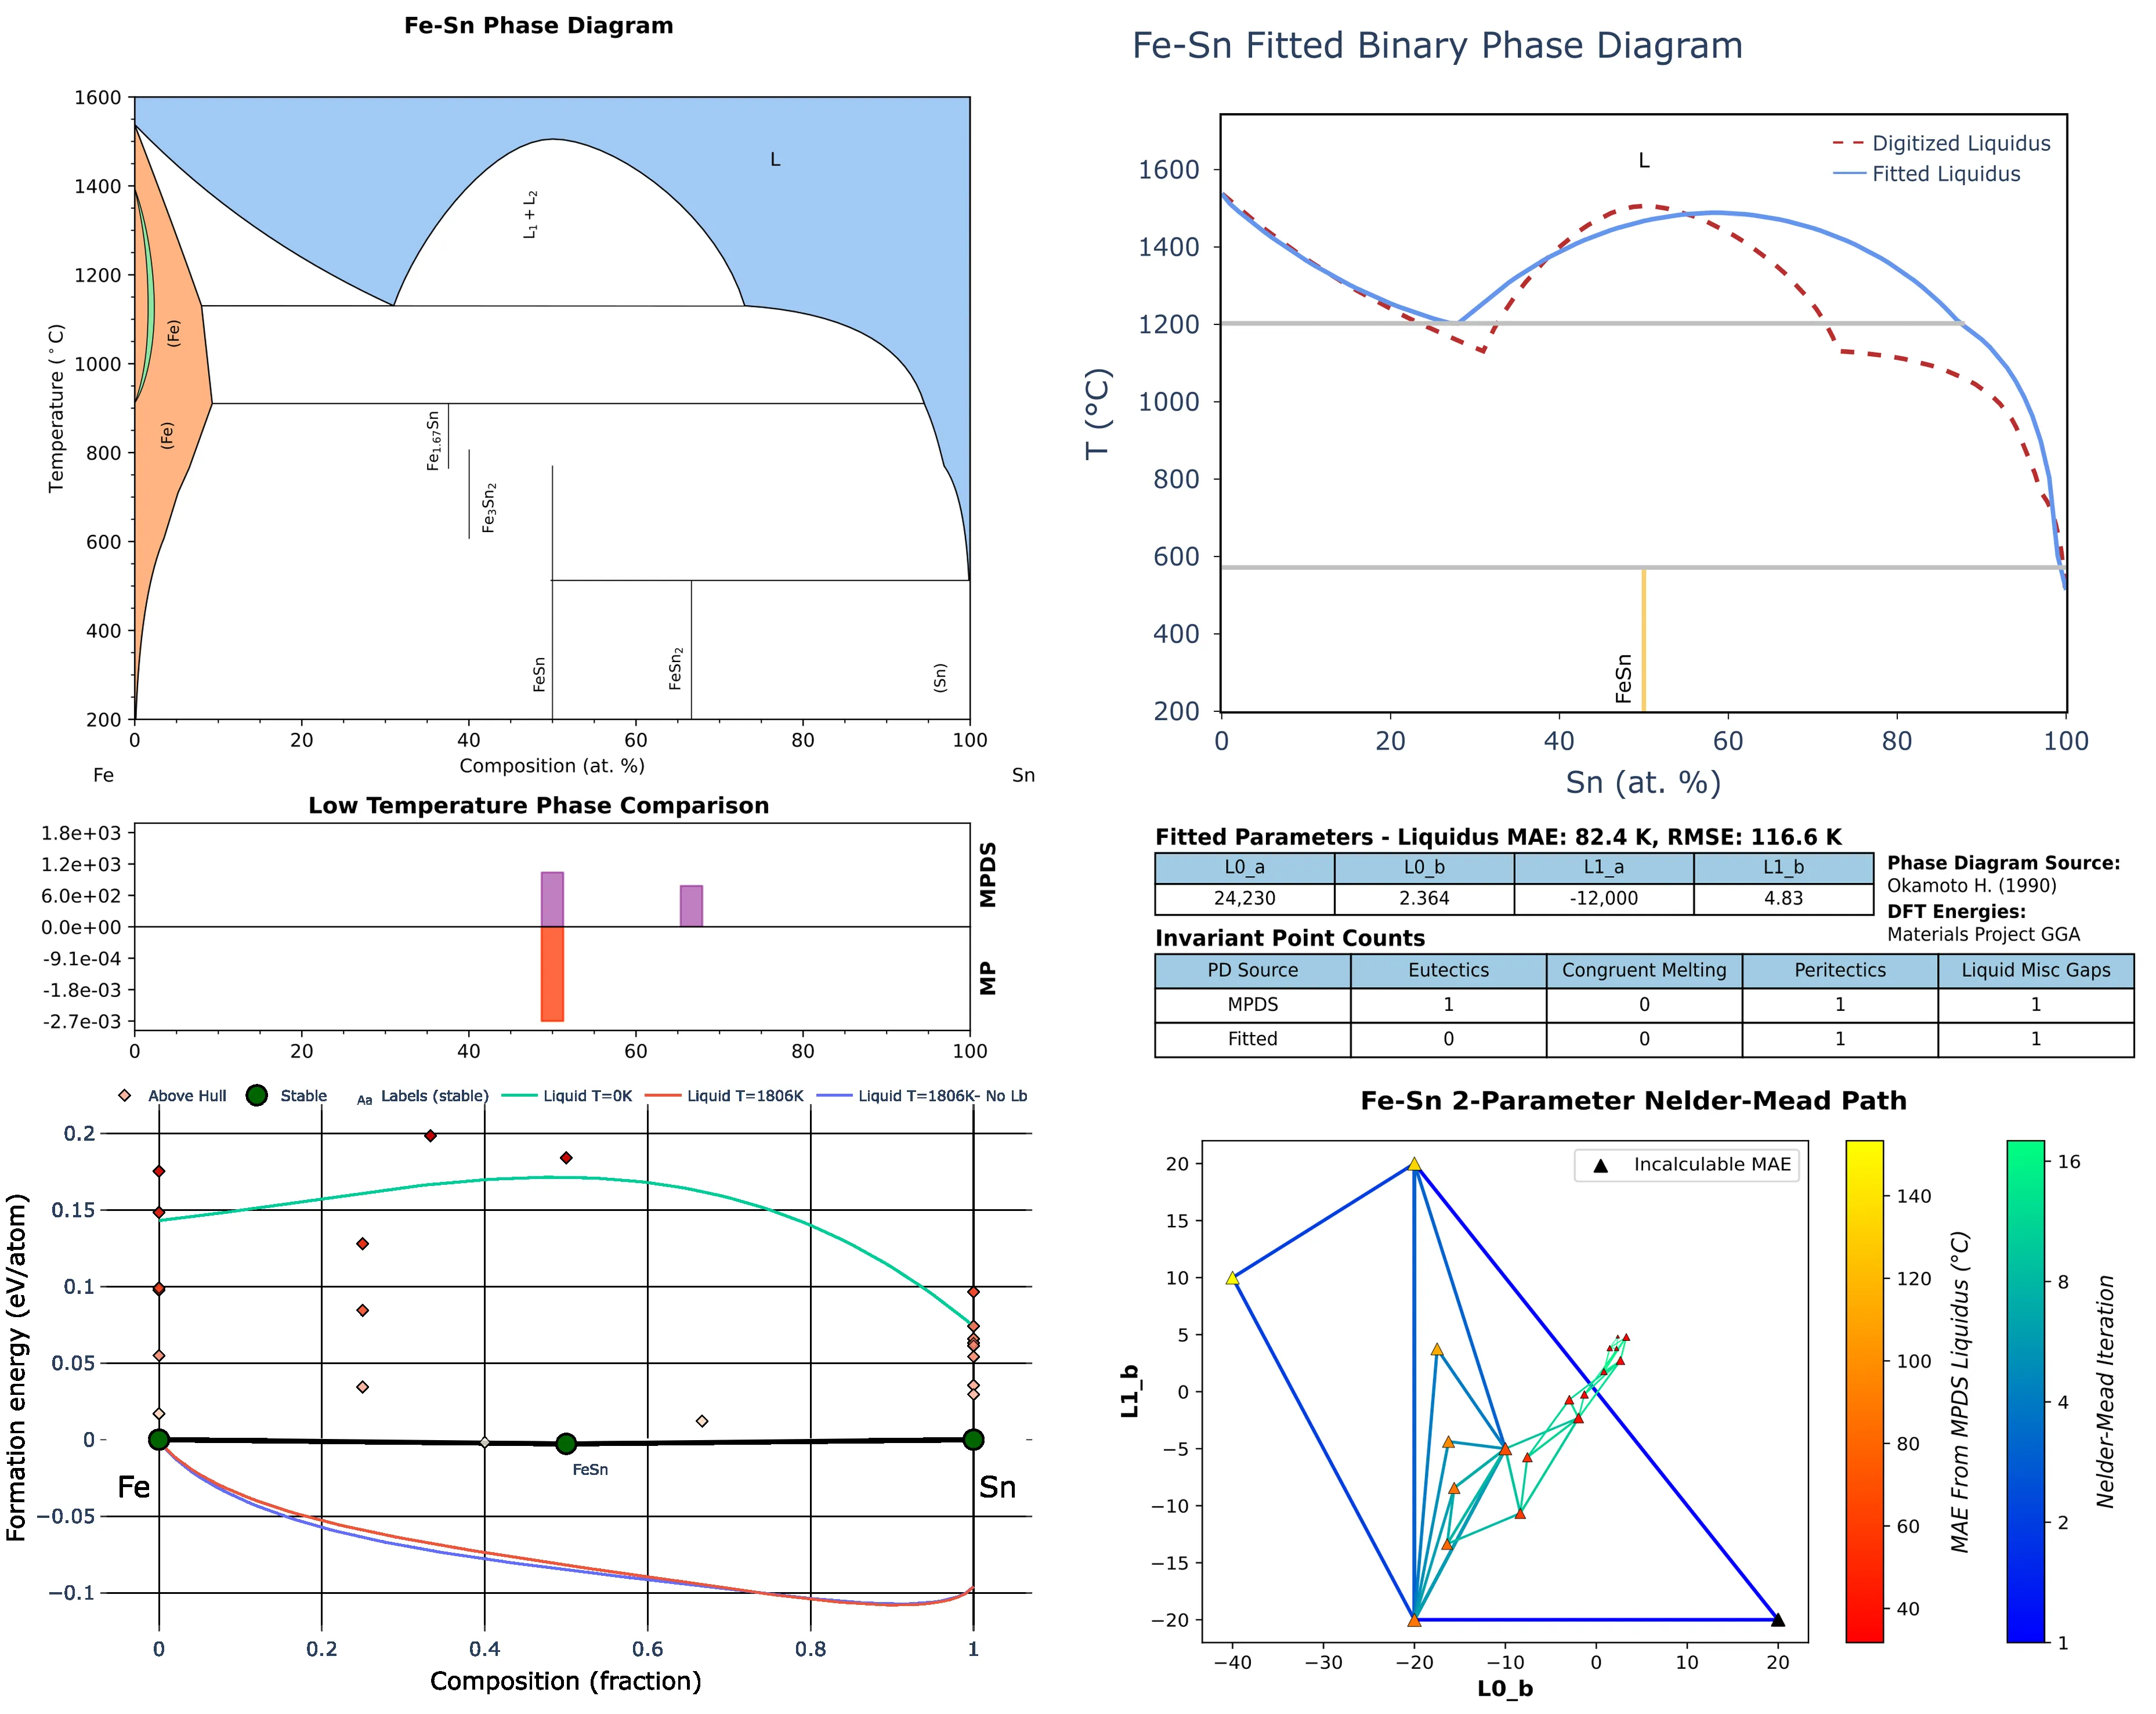 Fe-Sn Phase Diagram
1600
1400
1200
1000
800
600
400
200
Temperature (°C)
0
20
40
60
80
100
Composition (at. %)
Fe
Sn
L
L1 + L2
(Fe)
(Fe)
Fe1.67Sn
Fe3Sn2
FeSn
FeSn2
(Sn)
Fe-Sn Fitted Binary Phase Diagram
Digitized Liquidus
Fitted Liquidus
L
1600
1400
1200
1000
800
600
400
200
T (°C)
FeSn
0
20
40
60
80
100
Sn (at. %)
Low Temperature Phase Comparison
1.8e+03
1.2e+03
6.0e+02
0.0e+00
-9.1e-04
-1.8e-03
-2.7e-03
MPDS
MP
0
20
40
60
80
100
Fitted Parameters - Liquidus MAE: 82.4 K, RMSE: 116.6 K
L0_a L0_b L1_a L1_b
24,230 2.364 -12,000 4.83
Phase Diagram Source:
Okamoto H. (1990)
DFT Energies:
Materials Project GGA
Invariant Point Counts
PD Source Eutectics Congruent Melting Peritectics Liquid Misc Gaps
MPDS 1 0 1 1
Fitted 0 0 1 1
Above Hull
Stable
Aa Labels (stable)
Liquid T=0K
Liquid T=1806K
Liquid T=1806K- No Lb
0.2
0.15
0.1
0.05
0
−0.05
−0.1
Formation energy (eV/atom)
Fe
FeSn
Sn
0
0.2
0.4
0.6
0.8
1
Composition (fraction)
Fe-Sn 2-Parameter Nelder-Mead Path
Incalculable MAE
20
15
10
5
0
−5
−10
−15
−20
L1_b
−40
−30
−20
−10
0
10
20
L0_b
140
120
100
80
60
40
MAE From MPDS Liquidus (°C)
16
8
4
2
1
Nelder-Mead Iteration